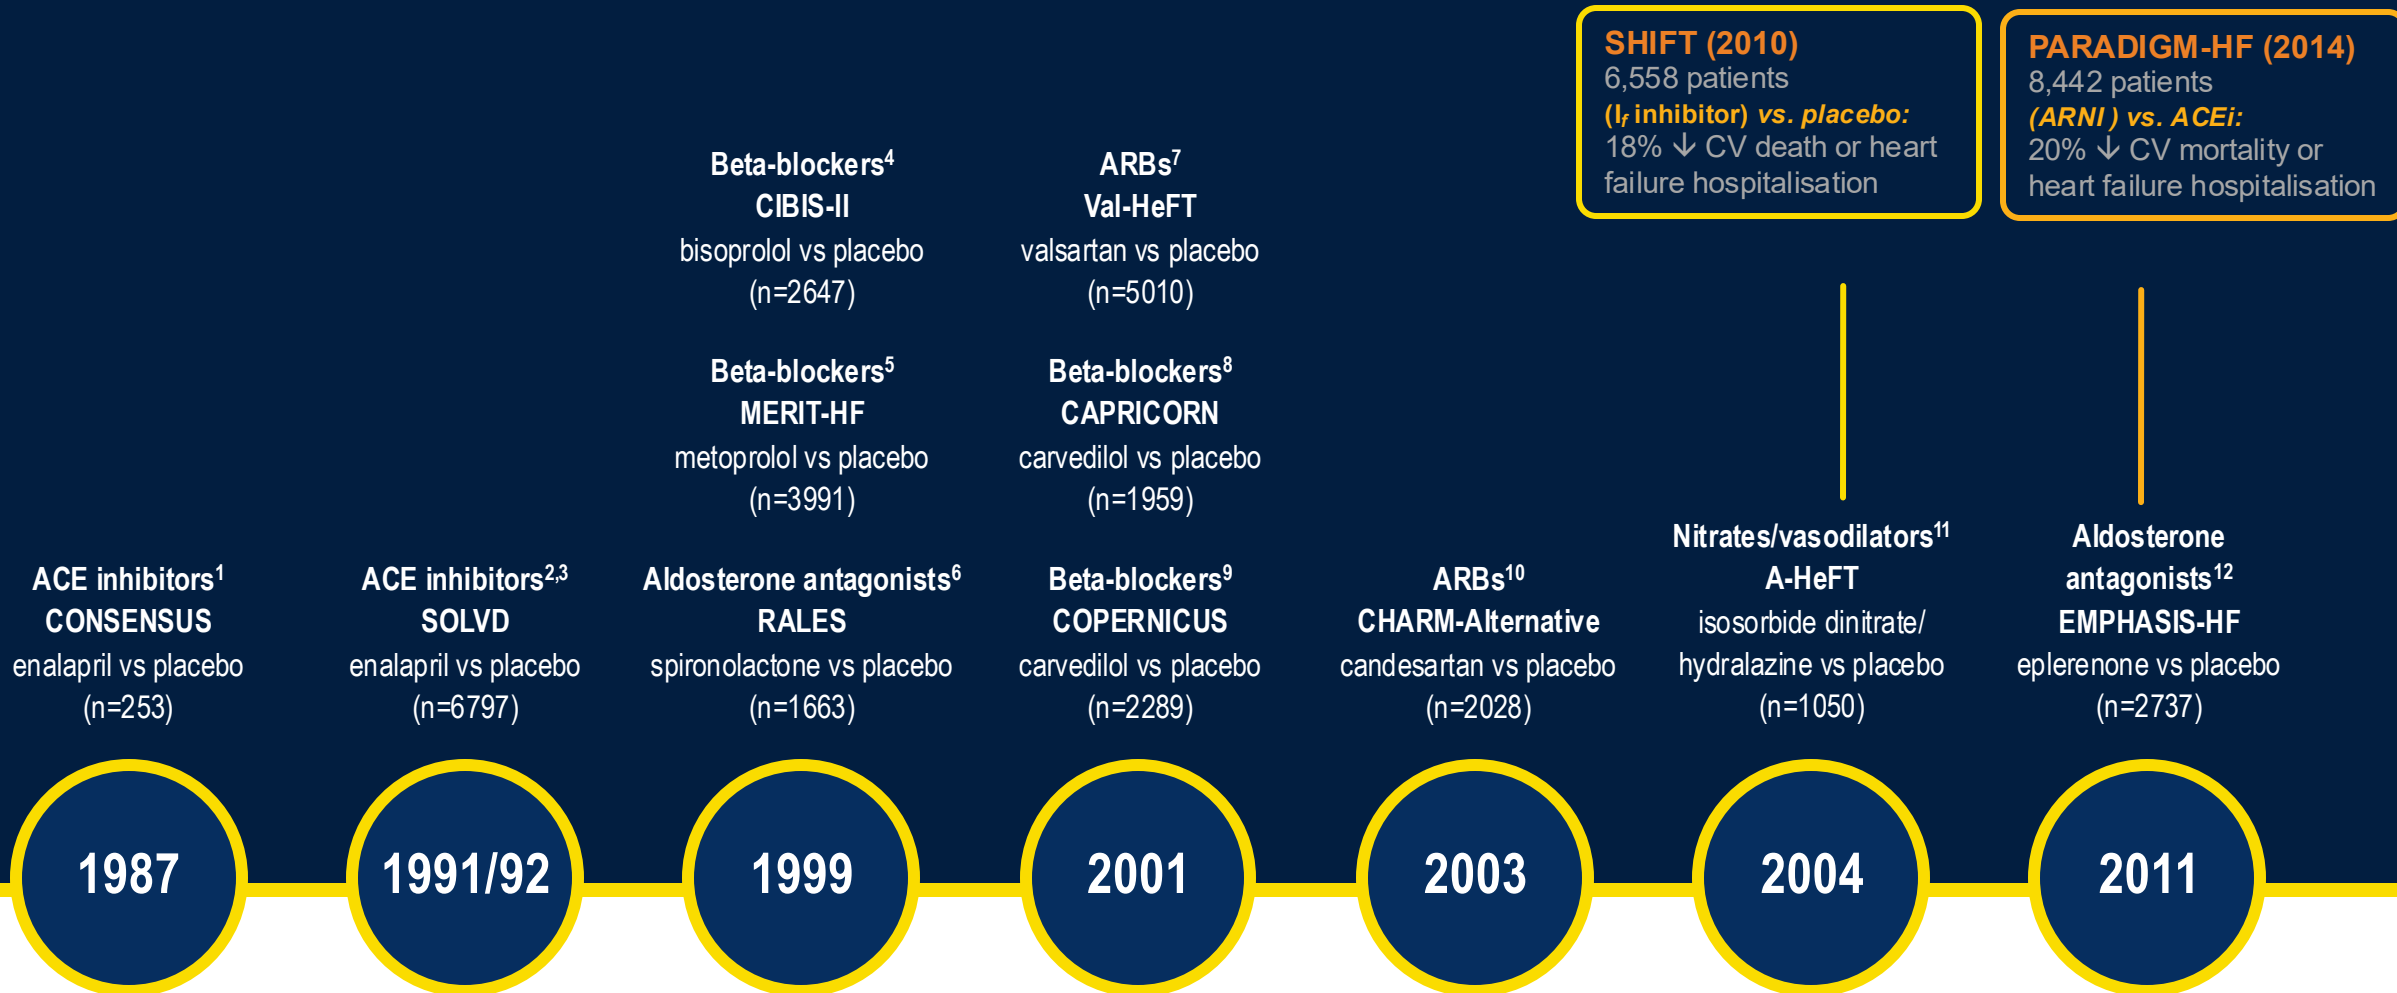 SHIFT (2010)
6,558 patients
(If inhibitor) vs. placebo:
18% ↓ CV death or heart
failure hospitalisation
PARADIGM-HF (2014)
8,442 patients
(ARNI ) vs. ACEi:
20% ↓ CV mortality or
heart failure hospitalisation
Beta-blockers4
CIBIS-II
bisoprolol vs placebo
(n=2647)
ARBs7
Val-HeFT
valsartan vs placebo
(n=5010)
Beta-blockers5
MERIT-HF
metoprolol vs placebo
(n=3991)
Beta-blockers8
CAPRICORN
carvedilol vs placebo
(n=1959)
ACE inhibitors1
CONSENSUS
enalapril vs placebo
(n=253)
ACE inhibitors2,3
SOLVD
enalapril vs placebo
(n=6797)
Aldosterone antagonists6
RALES
spironolactone vs placebo
(n=1663)
Beta-blockers9
COPERNICUS
carvedilol vs placebo
(n=2289)
ARBs10
CHARM-Alternative
candesartan vs placebo
(n=2028)
Nitrates/vasodilators11
A-HeFT
isosorbide dinitrate/
hydralazine vs placebo
(n=1050)
Aldosterone
antagonists12
EMPHASIS-HF
eplerenone vs placebo
(n=2737)
1987
1991/92
1999
2001
2003
2004
2011